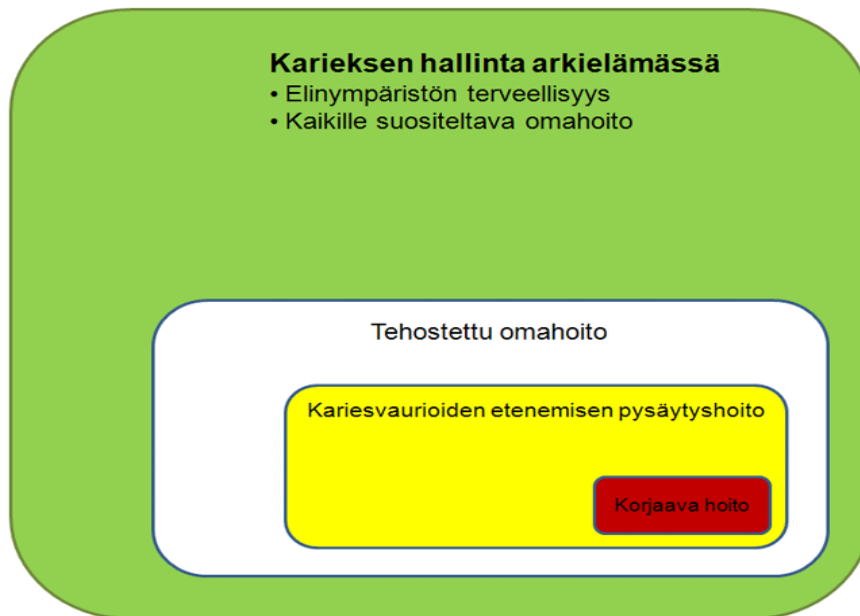 Karieksen hallinta arkielämässä
• Elinympäristön terveellisyys
• Kaikille suositeltava omahoito
Tehostettu omahoito
Kariesvaurioiden etenemisen pysäytyshoito
Korjaava hoito